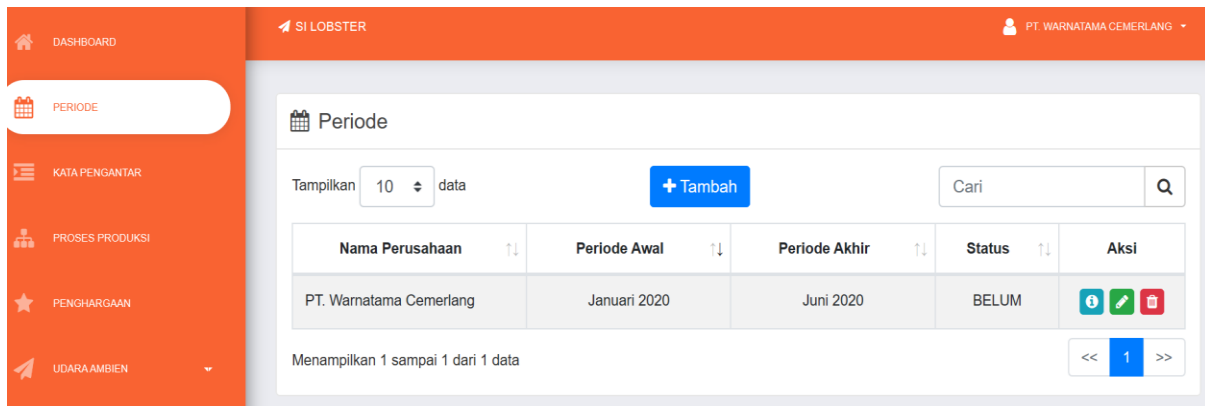 DASHBOARD
PERIODE
KATA PENGANTAR
PROSES PRODUKSI
PENGHARGAAN
UDARA AMBIEN
SI LOBSTER
PT. WARNATAMA CEMERLANG
Periode
Tampilkan 10 data
+ Tambah
Cari
Nama Perusahaan Periode Awal Periode Akhir Status Aksi
PT. Warnatama Cemerlang Januari 2020 Juni 2020 BELUM
Menampilkan 1 sampai 1 dari 1 data
<< 1 >>